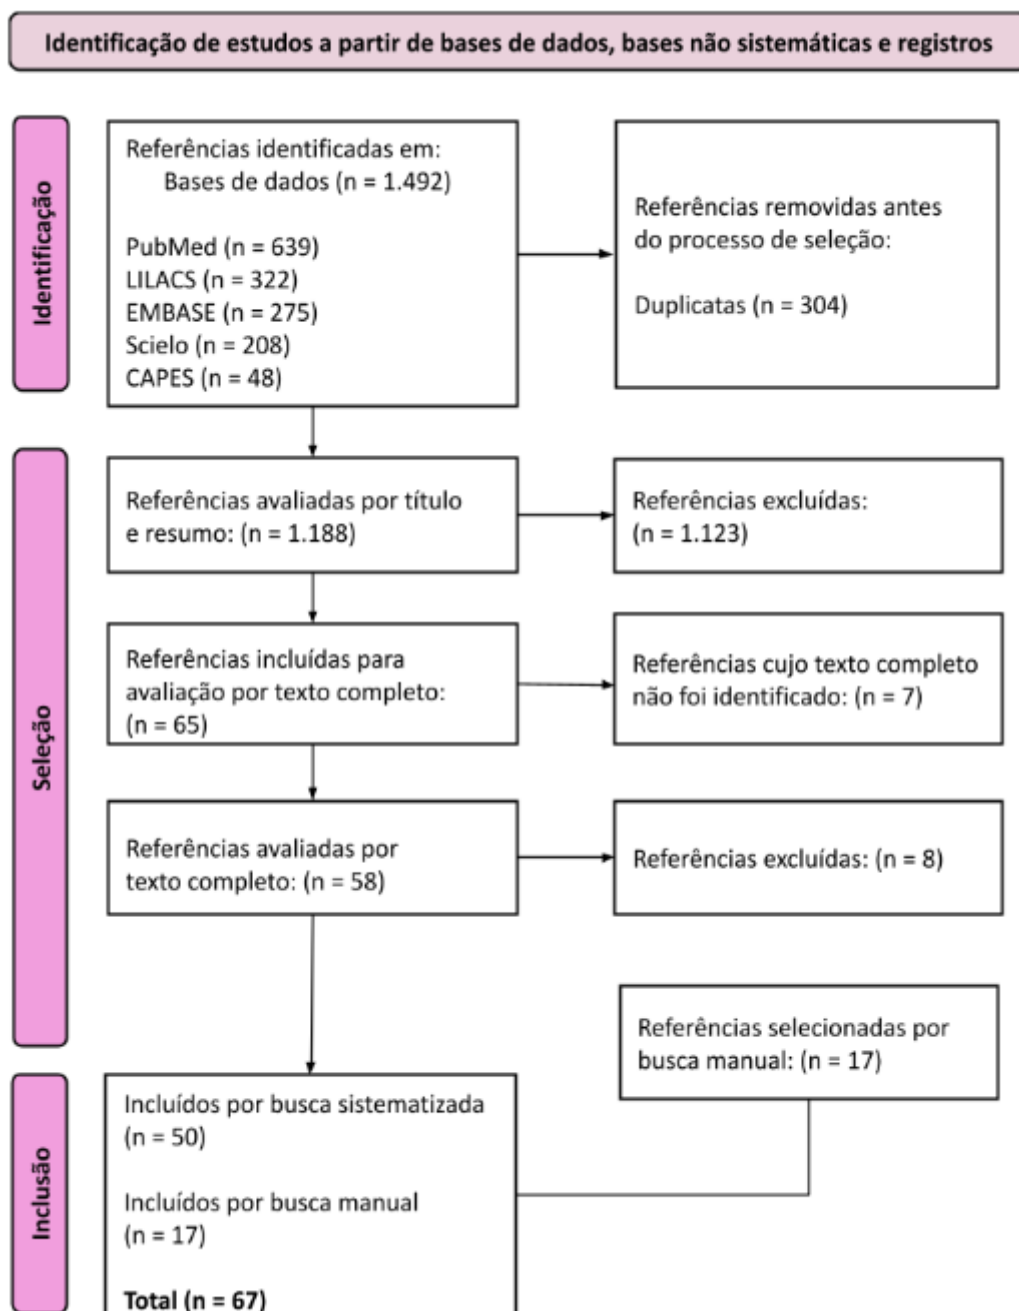 Identificação de estudos a partir de bases de dados, bases não sistemáticas e registros
Identificação
Referências identificadas em:
Bases de dados (n = 1.492)
PubMed (n = 639)
LILACS (n = 322)
EMBASE (n = 275)
Scielo (n = 208)
CAPES (n = 48)
Referências removidas antes
do processo de seleção:
Duplicatas (n = 304)
Seleção
Referências avaliadas por título
e resumo: (n = 1.188)
Referências excluídas:
(n = 1.123)
Referências incluídas para
avaliação por texto completo:
(n = 65)
Referências cujo texto completo
não foi identificado: (n = 7)
Referências avaliadas por
texto completo: (n = 58)
Referências excluídas: (n = 8)
Referências selecionadas por
busca manual: (n = 17)
Inclusão
Incluídos por busca sistematizada
(n = 50)
Incluídos por busca manual
(n = 17)
Total (n = 67)